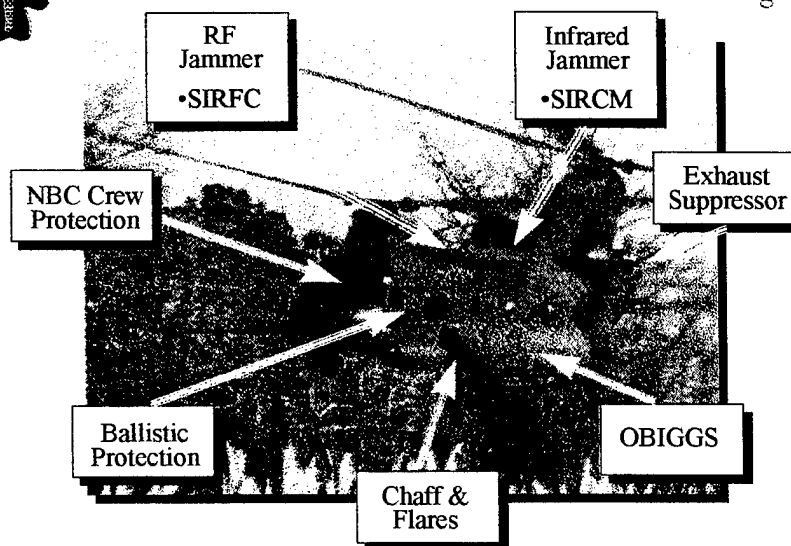 RF
Jammer
•SIRFC
Infrared
Jammer
•SIRCM
NBC Crew
Protection
Exhaust
Suppressor
Ballistic
Protection
OBIGGS
Chaff &
Flares